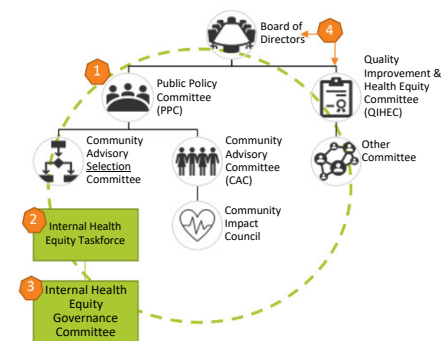 Board of
Directors
4
1
Public Policy
Committee
(PPC)
Quality
Improvement &
Health Equity
Committee
(QIHEC)
Community
Advisory
Selection
Committee
Community
Advisory
Committee
(CAC)
Other
Committee
Community
Impact
Council
2
Internal Health
Equity Taskforce
3
Internal Health
Equity
Governance
Committee